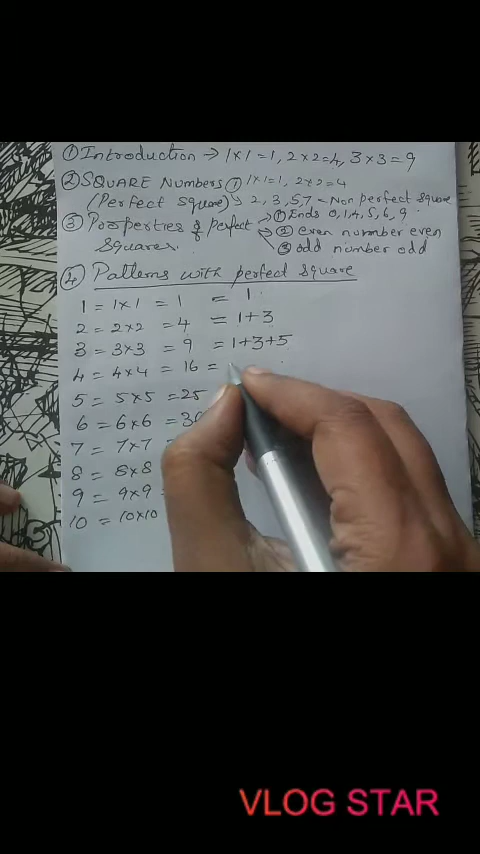 ① Introduction → 1×1=1, 2×2=4, 3×3=9
② SQUARE Numbers ① 1×1=1, 2×2=4
(Perfect Square) 2, 3, 5, 7 = Non perfect square
③ Poorperties of perfect ① Ends 0, 1, 4, 5, 6, 9.
② even number even
Squares. ③ odd number odd
④ Patterns with perfect square
1 = 1×1 = 1 = 1
2 = 2×2 = 4 = 1+3
3 = 3×3 = 9 = 1+3+5
4 = 4×4 = 16 =
5 = 5×5 = 25
6 = 6×6 = 36
7 = 7×7
8 = 8×8
9 = 9×9 =
10 = 10×10
VLOG STAR